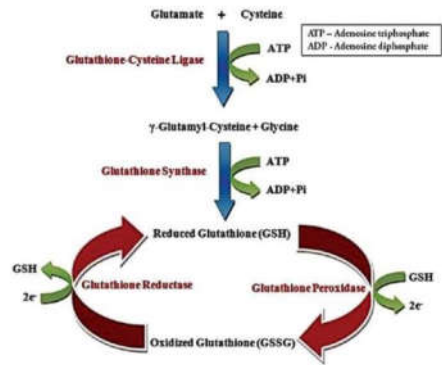 Glutamate + Cysteine
ATP – Adenosine triphosphate
ADP - Adenosine diphosphate
Glutathione-Cysteine Ligase
ATP
ADP+Pi
γ-Glutamyl-Cysteine + Glycine
Glutathione Synthase
ATP
ADP+Pi
Reduced Glutathione (GSH)
GSH
Glutathione Reductase
2e-
Glutathione Peroxidase
GSH
2e-
Oxidized Glutathione (GSSG)